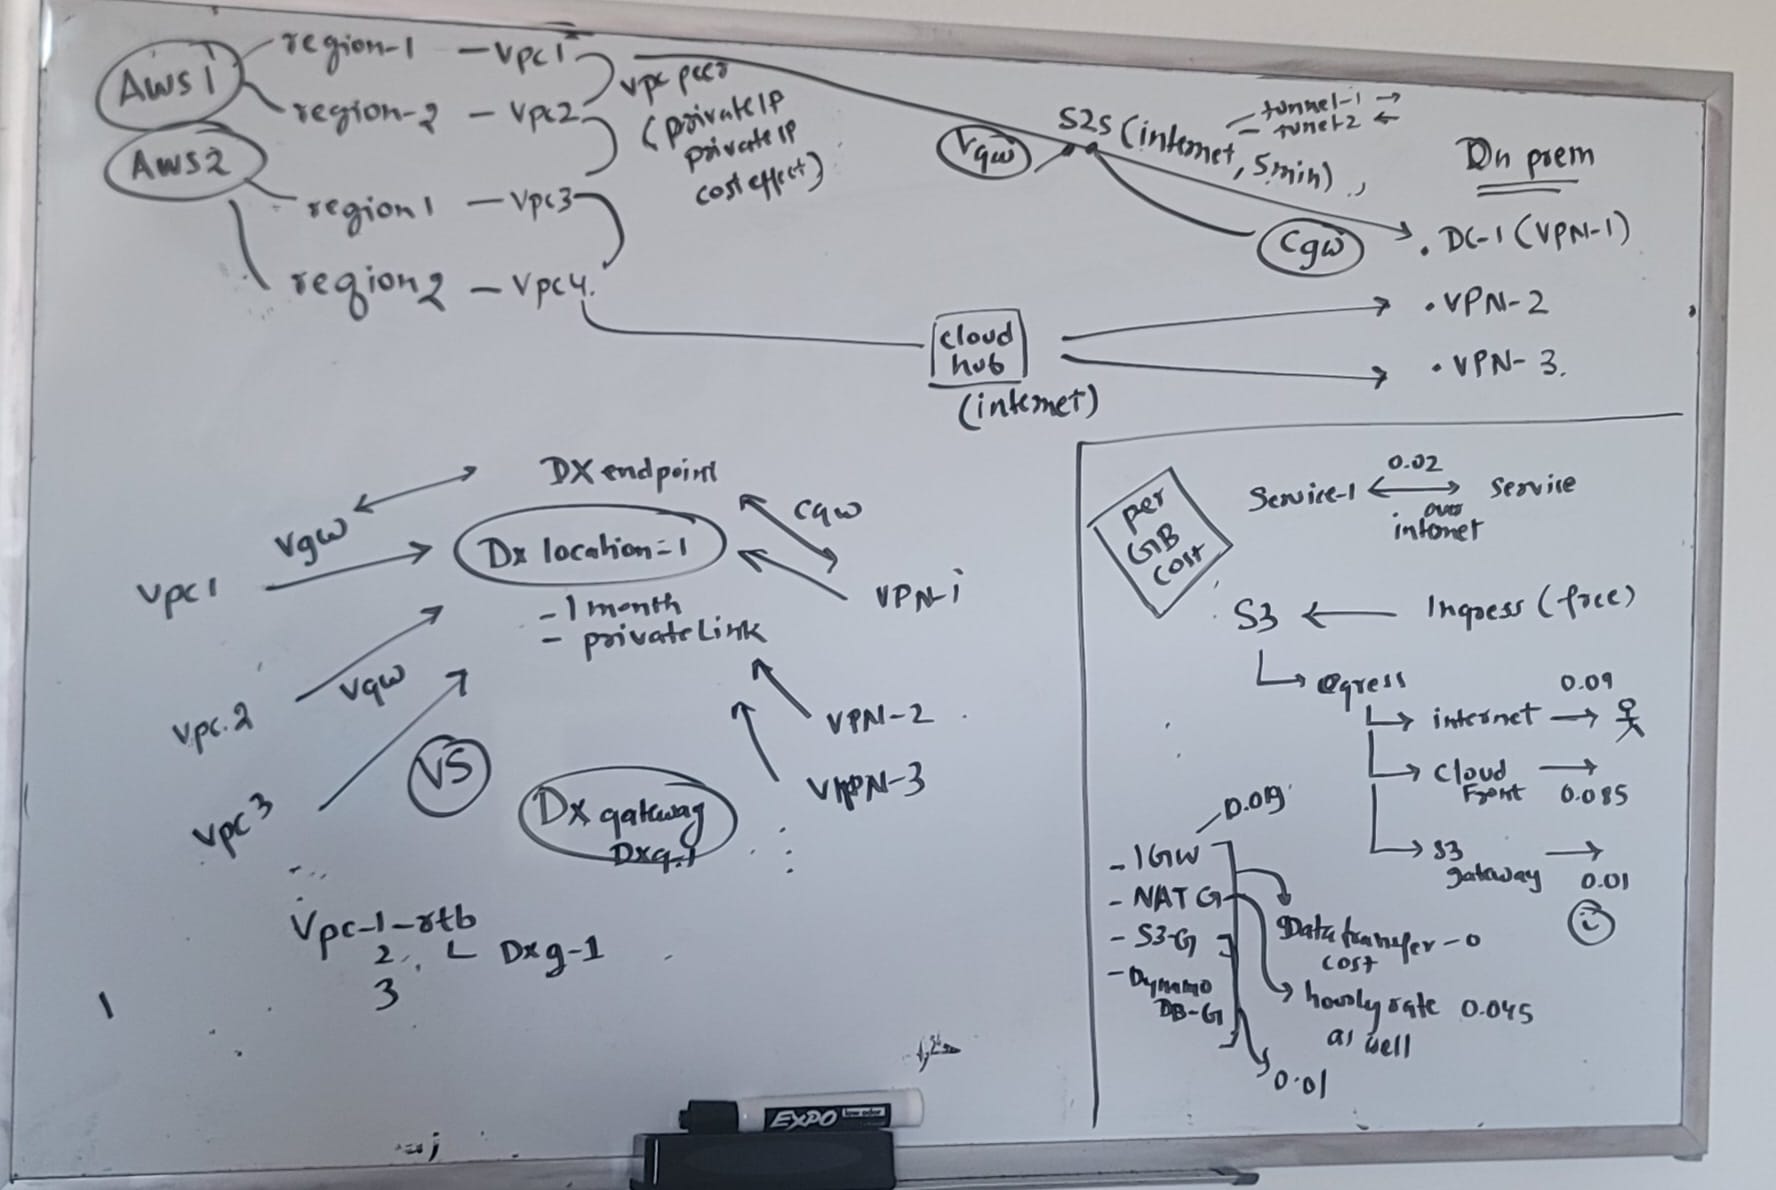 AWS1
region-1 - vpc1
region-2 - Vpc2
AWS2
region1 - Vpc3
region2 - Vpc4.
vpc peer
(private IP
private IP
cost effect)
Vgw
S2S (internet, 5min)
tunnel-1 →
tunel-2 ←
On prem
cgw
. DC-1 (VPN-1)
. VPN-2
. VPN-3.
cloud
hub
(internet)
DX endpoint
Vgw
Dx location=1
cgw
vpc1
VPN-1
- 1 month
- private Link
vpc.2
vgw
VPN-2
VPN-3
vpc3
VS
Dx gateway
Dxg.1
Vpc-1-rtb
2
3
Dxg-1
per
GB
cost
Service-1 ↔ Service
0.02
over
internet
S3 ← Ingress (free)
egress
internet →
0.09
cloud
Front
→
0.085
S3
gateway
→
0.01
0.09
- IGW
- NAT G
- S3-G
- Dynamo
DB-G
Data transfer - 0
cost
hourly rate 0.045
as well
0.01
EXPO
low odor